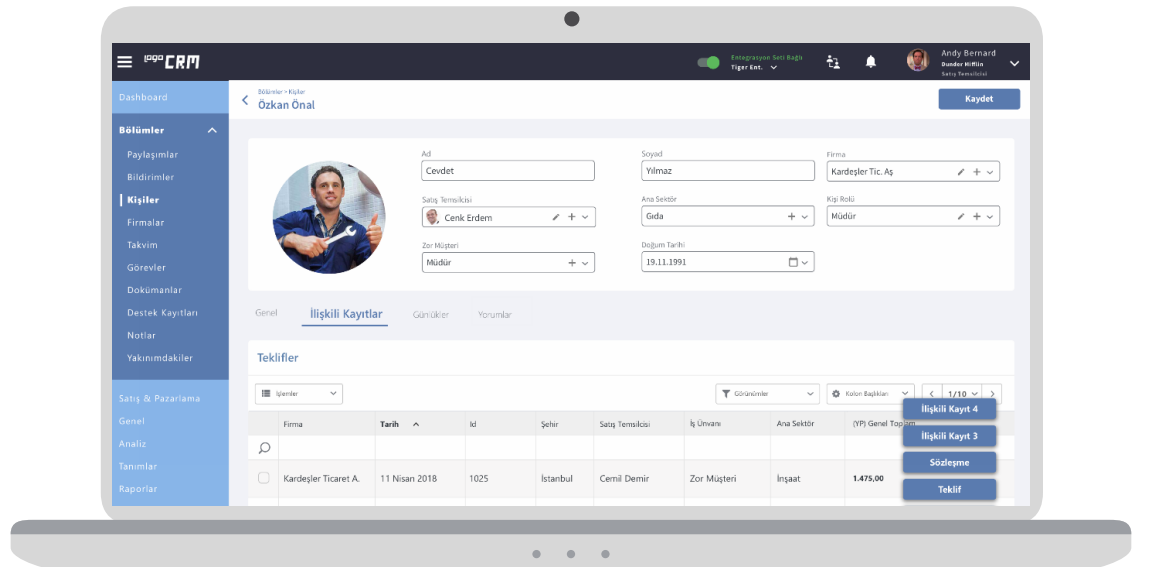 logo CRM
Entegrasyon Seti Bağlı
Tiger Ent.
Andy Bernard
Dunder Mifflin
Satış Temsilcisi
Dashboard
Bölümler > Kişiler
Özkan Önal
Kaydet
Bölümler
Paylaşımlar
Bildirimler
Kişiler
Firmalar
Takvim
Görevler
Dokümanlar
Destek Kayıtları
Notlar
Yakınımdakiler
Satış & Pazarlama
Genel
Analiz
Tanımlar
Raporlar
Ad
Cevdet
Soyad
Yılmaz
Firma
Kardeşler Tic. Aş
Satış Temsilcisi
Cenk Erdem
Ana Sektör
Gıda
Kişi Rolü
Müdür
Zor Müşteri
Müdür
Doğum Tarihi
19.11.1991
Genel İlişkili Kayıtlar Günlükler Yorumlar
Teklifler
İşlemler Görünümler Kolon Başlıkları 1/10
Firma Tarih Id Şehir Satış Temsilcisi İş Ünvanı Ana Sektör (YP) Genel Toplam
Kardeşler Ticaret A. 11 Nisan 2018 1025 İstanbul Cemil Demir Zor Müşteri İnşaat 1.475,00
İlişkili Kayıt 4
İlişkili Kayıt 3
Sözleşme
Teklif